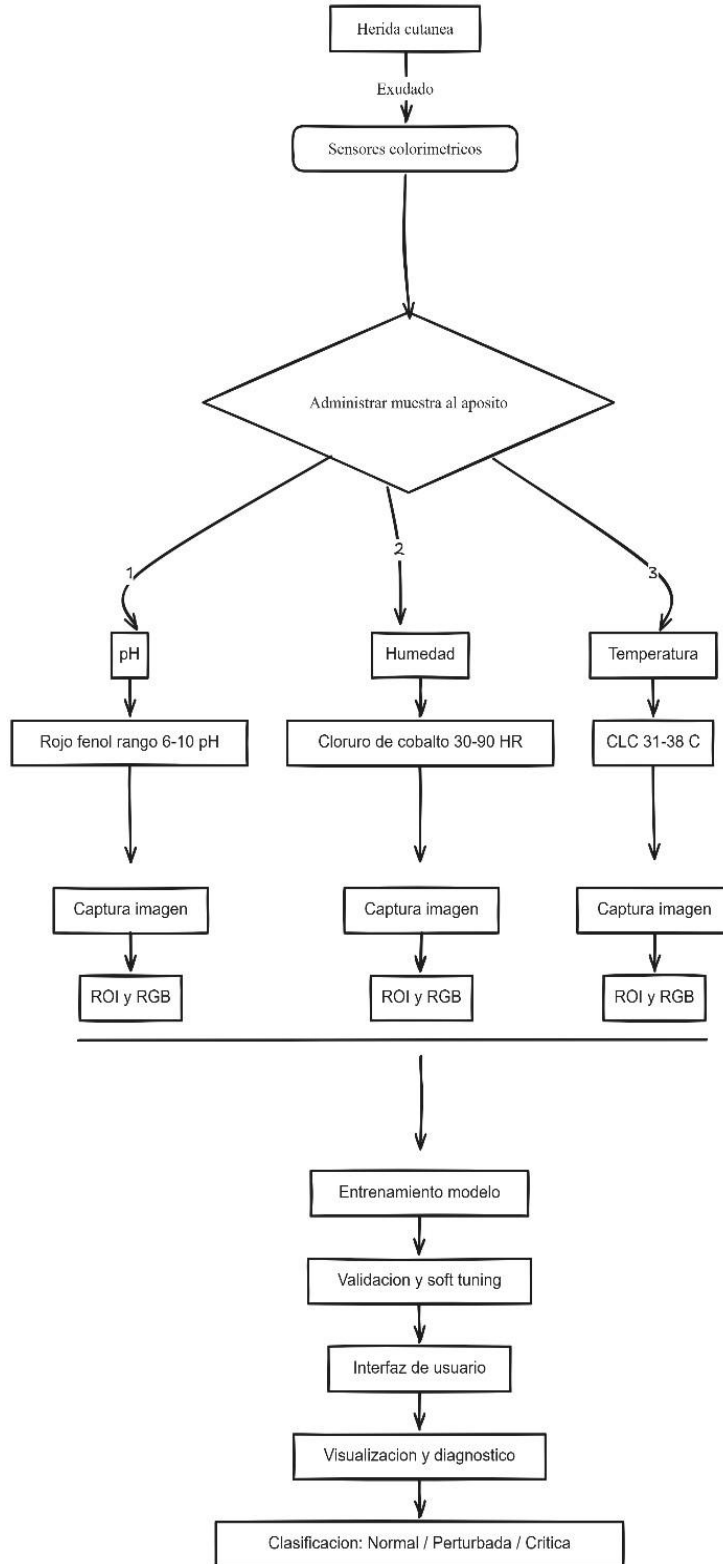 Herida cutanea
Exudado
Sensores colorimetricos
Administrar muestra al aposito
1
2
3
pH
Humedad
Temperatura
Rojo fenol rango 6-10 pH
Cloruro de cobalto 30-90 HR
CLC 31-38 C
Captura imagen
Captura imagen
Captura imagen
ROI y RGB
ROI y RGB
ROI y RGB
Entrenamiento modelo
Validacion y soft tuning
Interfaz de usuario
Visualizacion y diagnostico
Clasificacion: Normal / Perturbada / Critica